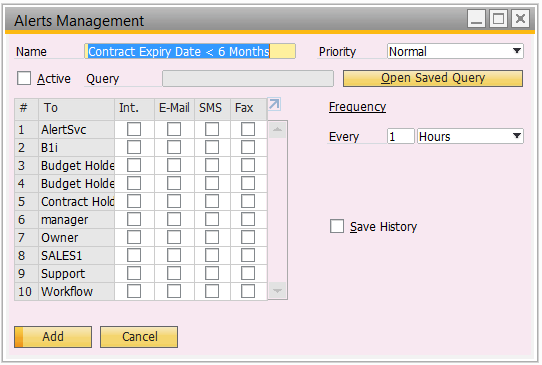 Alerts Management
Name Contract Expiry Date < 6 Months Priority Normal
Active Query Open Saved Query
# To Int. E-Mail SMS Fax
Frequency
1 AlertSvc
Every 1 Hours
2 B1i
3 Budget Holde
4 Budget Holde
5 Contract Hold
6 manager
Save History
7 Owner
8 SALES1
9 Support
10 Workflow
Add Cancel